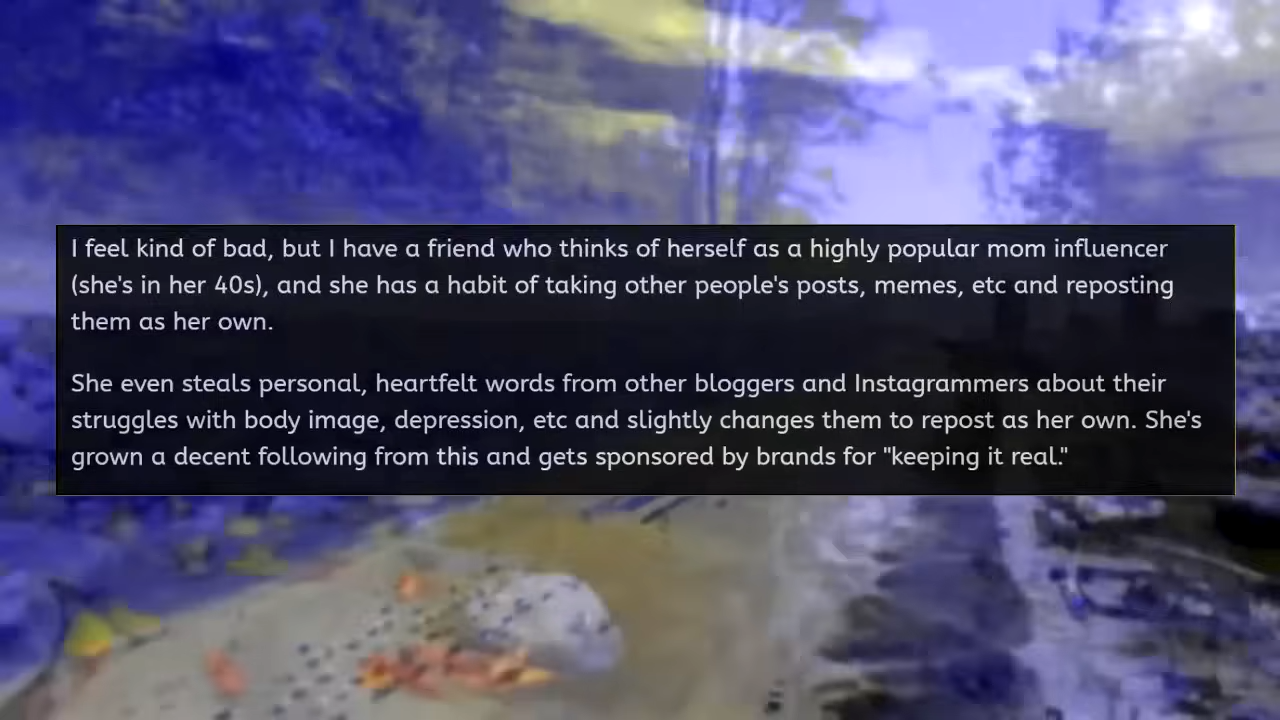 I feel kind of bad, but I have a friend who thinks of herself as a highly popular mom influencer
(she's in her 40s), and she has a habit of taking other people's posts, memes, etc and reposting
them as her own.
She even steals personal, heartfelt words from other bloggers and Instagrammers about their
struggles with body image, depression, etc and slightly changes them to repost as her own. She's
grown a decent following from this and gets sponsored by brands for "keeping it real."